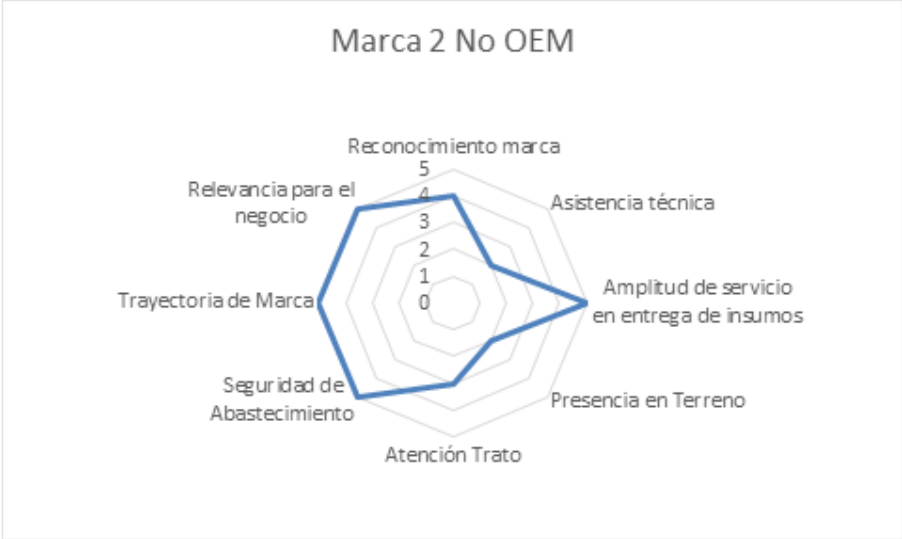 Marca 2 No OEM
Reconocimiento marca
5
Relevancia para el
negocio
4
Asistencia técnica
3
2
Amplitud de servicio
en entrega de insumos
1
Trayectoria de Marca
0
Seguridad de
Abastecimiento
Presencia en Terreno
Atención Trato